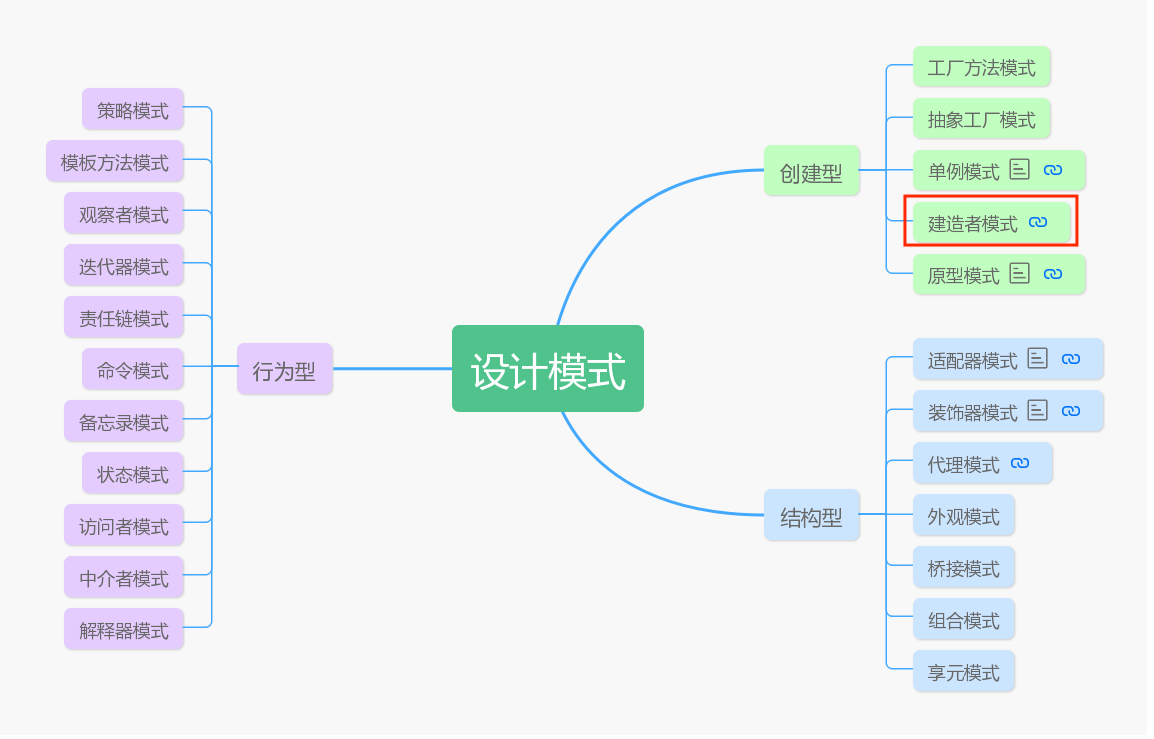 设计模式
创建型
工厂方法模式
抽象工厂模式
单例模式
建造者模式
原型模式
结构型
适配器模式
装饰器模式
代理模式
外观模式
桥接模式
组合模式
享元模式
行为型
策略模式
模板方法模式
观察者模式
迭代器模式
责任链模式
命令模式
备忘录模式
状态模式
访问者模式
中介者模式
解释器模式